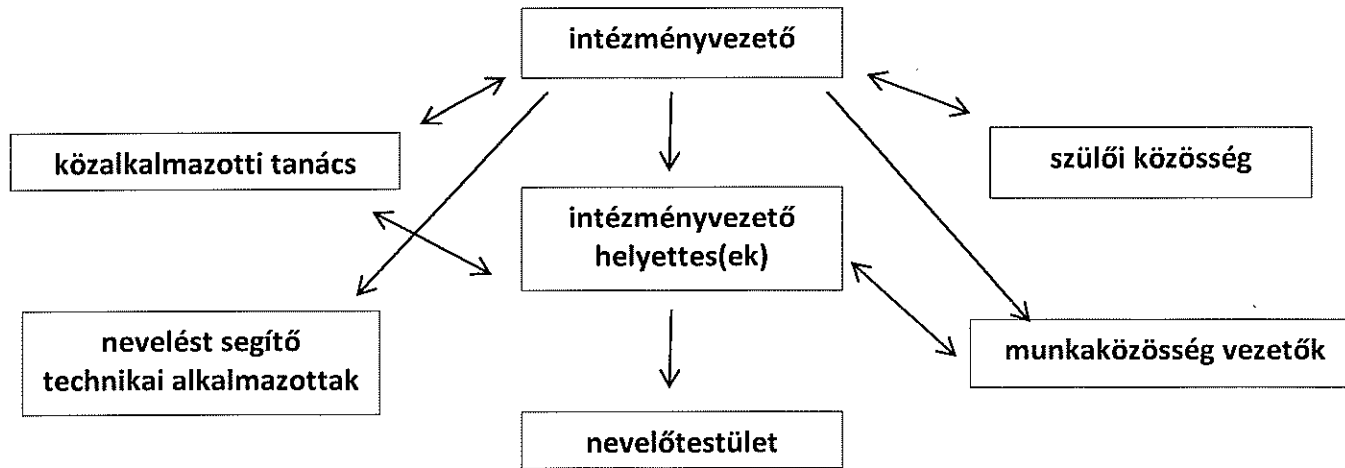 intézményvezető
közalkalmazotti tanács
szülői közösség
intézményvezető
helyettes(ek)
nevelést segítő
technikai alkalmazottak
munkaközösség vezetők
nevelőtestület